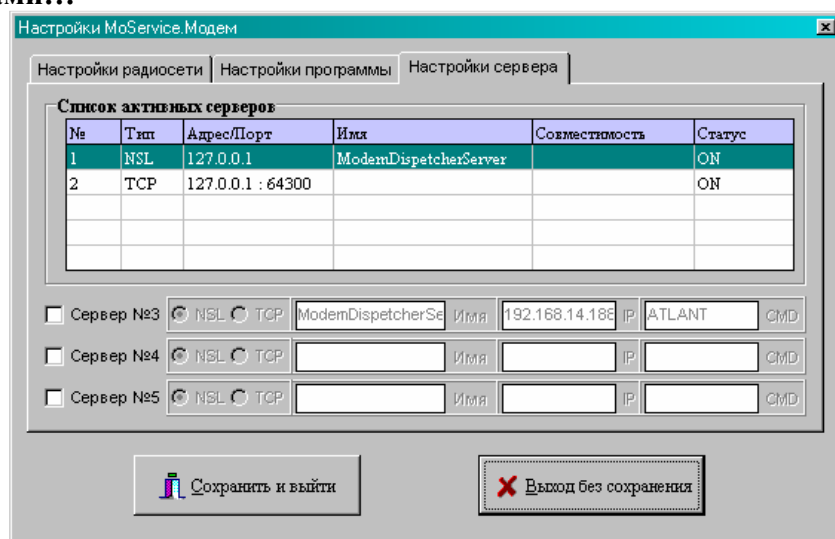 Настройки MoService.Модем
Настройки радиосети Настройки программы Настройки сервера
Список активных серверов
№ Тип Адрес/Порт Имя Совместимость Статус
1 NSL 127.0.0.1 ModemDispetcherServer ON
2 TCP 127.0.0.1 : 64300 ON
Сервер №3 NSL TCP ModemDispetcherSe Имя 192.168.14.188 IP ATLANT CMD
Сервер №4 NSL TCP Имя IP CMD
Сервер №5 NSL TCP Имя IP CMD
Сохранить и выйти Выход без сохранения